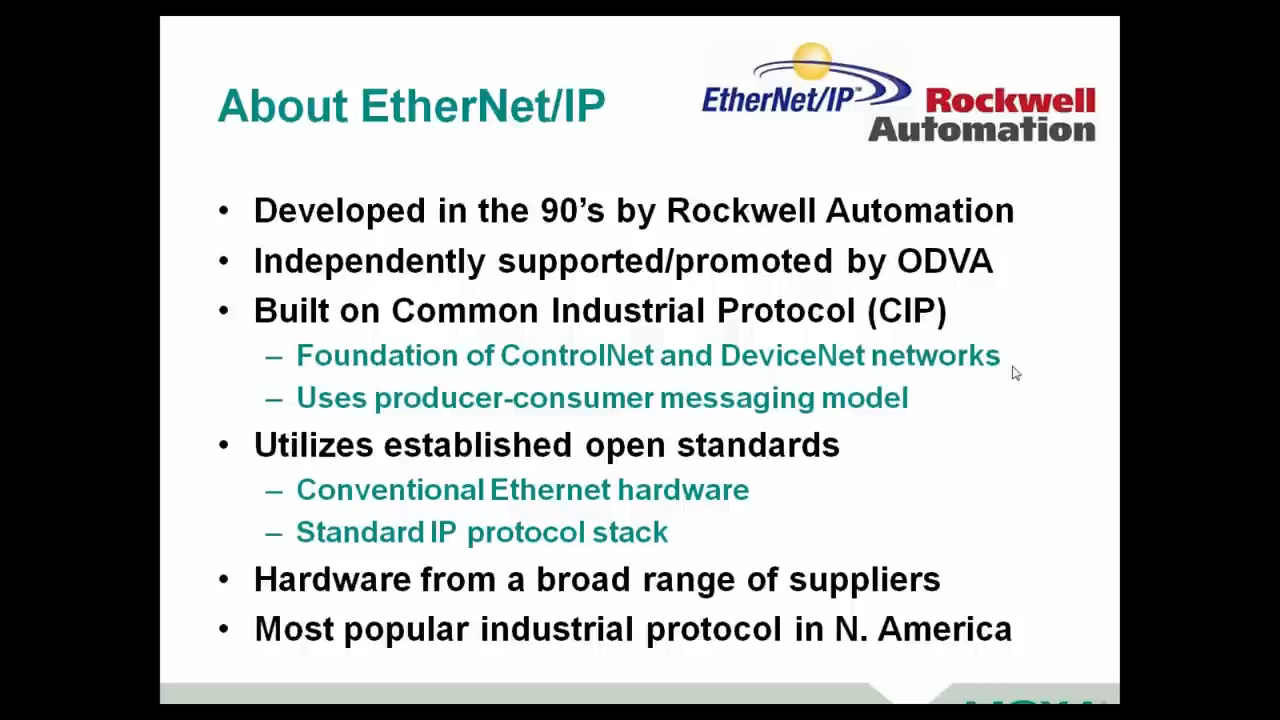 About EtherNet/IP
EtherNet/IP™
Rockwell
Automation
• Developed in the 90’s by Rockwell Automation
• Independently supported/promoted by ODVA
• Built on Common Industrial Protocol (CIP)
– Foundation of ControlNet and DeviceNet networks
– Uses producer-consumer messaging model
• Utilizes established open standards
– Conventional Ethernet hardware
– Standard IP protocol stack
• Hardware from a broad range of suppliers
• Most popular industrial protocol in N. America